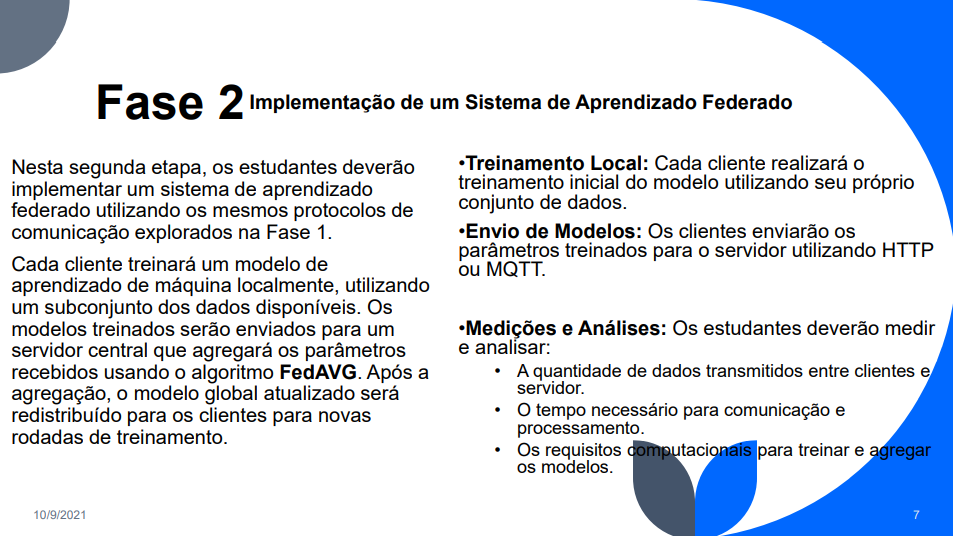 Fase 2 Implementação de um Sistema de Aprendizado Federado
Nesta segunda etapa, os estudantes deverão
implementar um sistema de aprendizado
federado utilizando os mesmos protocolos de
comunicação explorados na Fase 1.
Cada cliente treinará um modelo de
aprendizado de máquina localmente, utilizando
um subconjunto dos dados disponíveis. Os
modelos treinados serão enviados para um
servidor central que agregará os parâmetros
recebidos usando o algoritmo FedAVG. Após a
agregação, o modelo global atualizado será
redistribuído para os clientes para novas
rodadas de treinamento.
•Treinamento Local: Cada cliente realizará o
treinamento inicial do modelo utilizando seu próprio
conjunto de dados.
•Envio de Modelos: Os clientes enviarão os
parâmetros treinados para o servidor utilizando HTTP
ou MQTT.
•Medições e Análises: Os estudantes deverão medir
e analisar:
• A quantidade de dados transmitidos entre clientes e
servidor.
• O tempo necessário para comunicação e
processamento.
• Os requisitos computacionais para treinar e agregar
os modelos.
10/9/2021
7